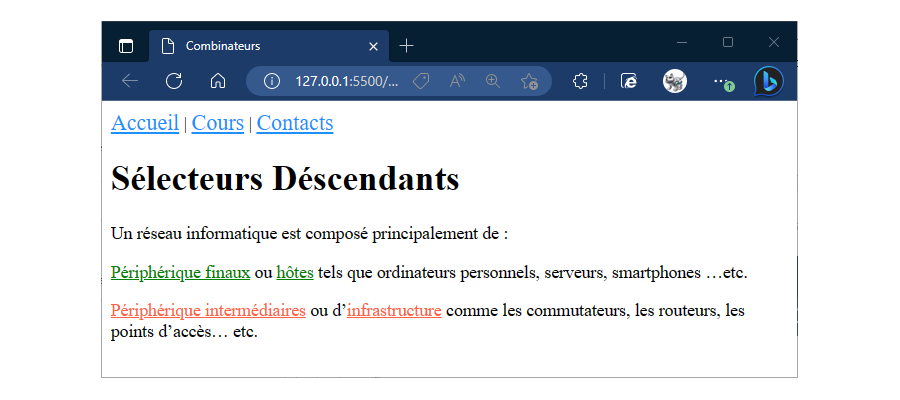 Combinateurs
127.0.0.1:5500/...
Accueil | Cours | Contacts
Sélecteurs Déscendants
Un réseau informatique est composé principalement de :
Périphérique finaux ou hôtes tels que ordinateurs personnels, serveurs, smartphones …etc.
Périphérique intermédiaires ou d’infrastructure comme les commutateurs, les routeurs, les
points d’accès… etc.